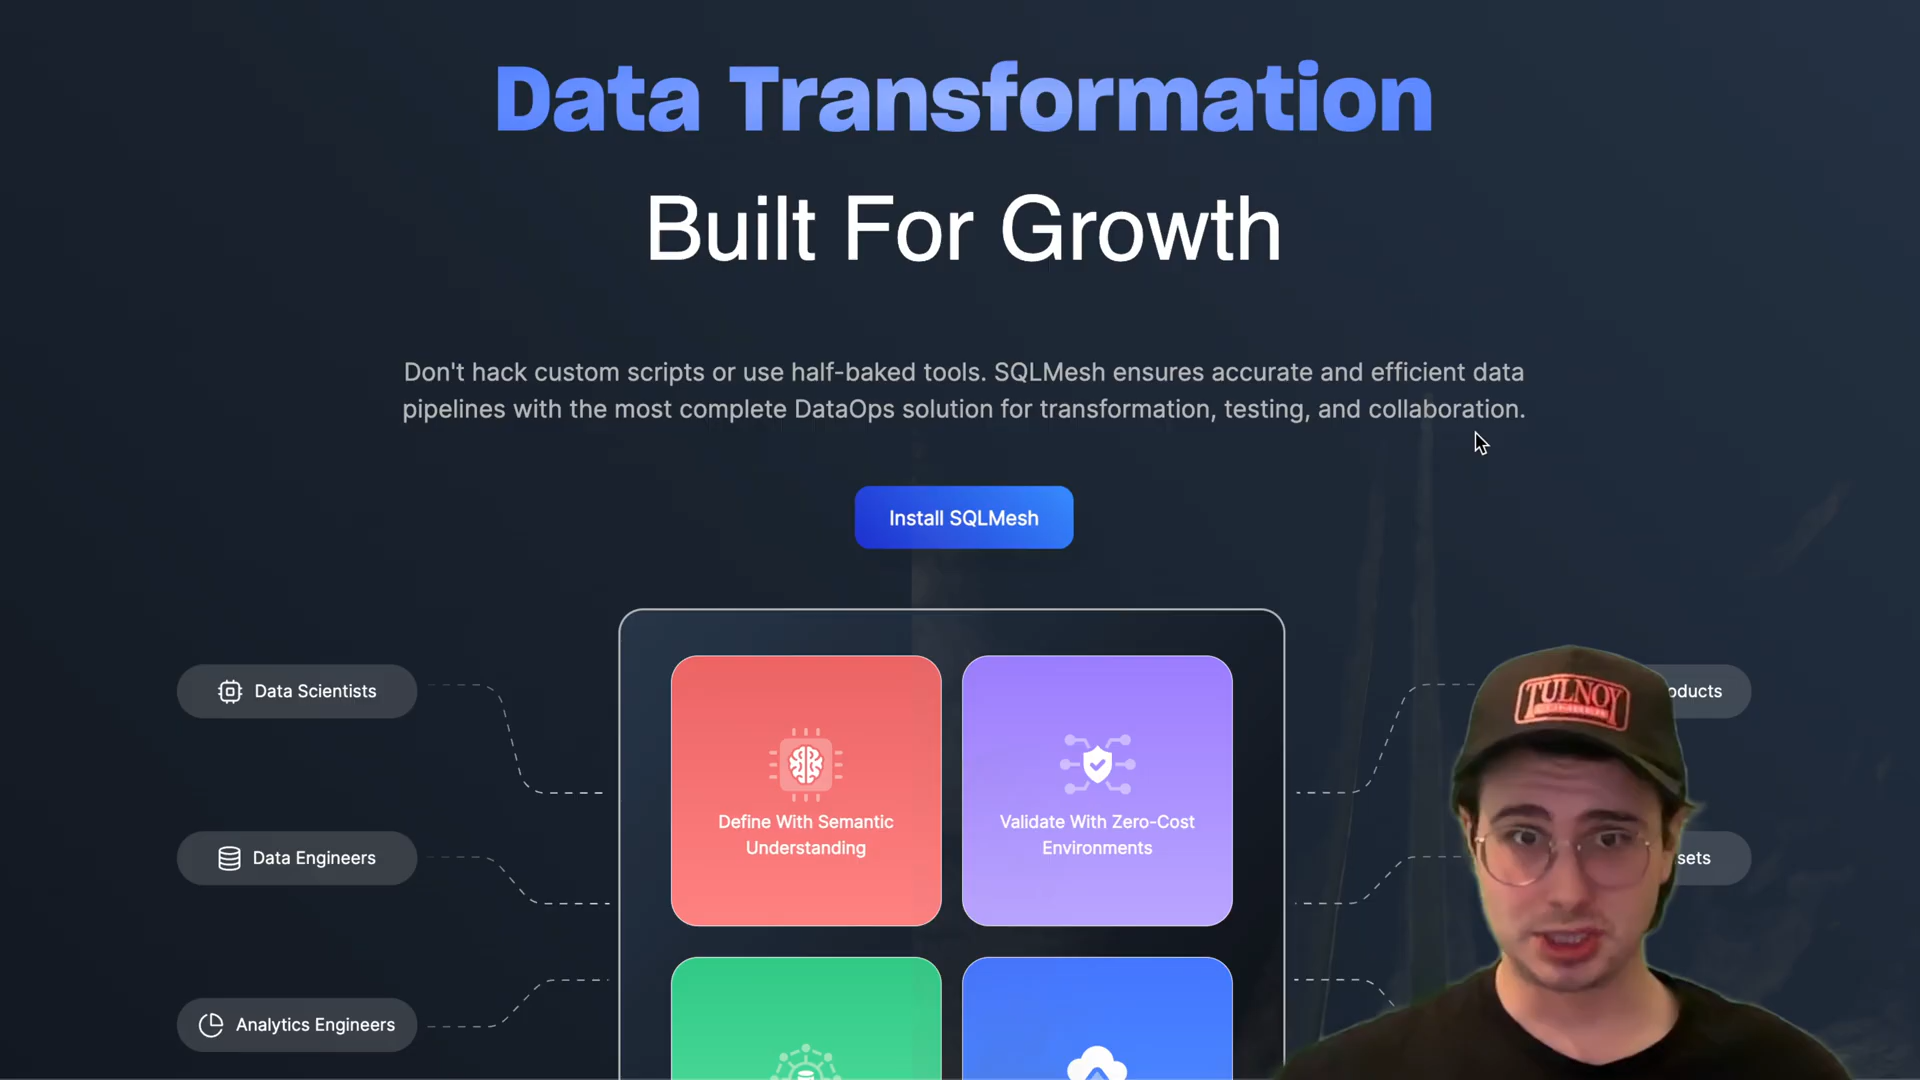 Data Transformation
Built For Growth
Don't hack custom scripts or use half-baked tools. SQLMesh ensures accurate and efficient data
pipelines with the most complete DataOps solution for transformation, testing, and collaboration.
Install SQLMesh
Data Scientists
Data Engineers
Analytics Engineers
Define With Semantic
Understanding
Validate With Zero-Cost
Environments
oducts
sets
TULNOY